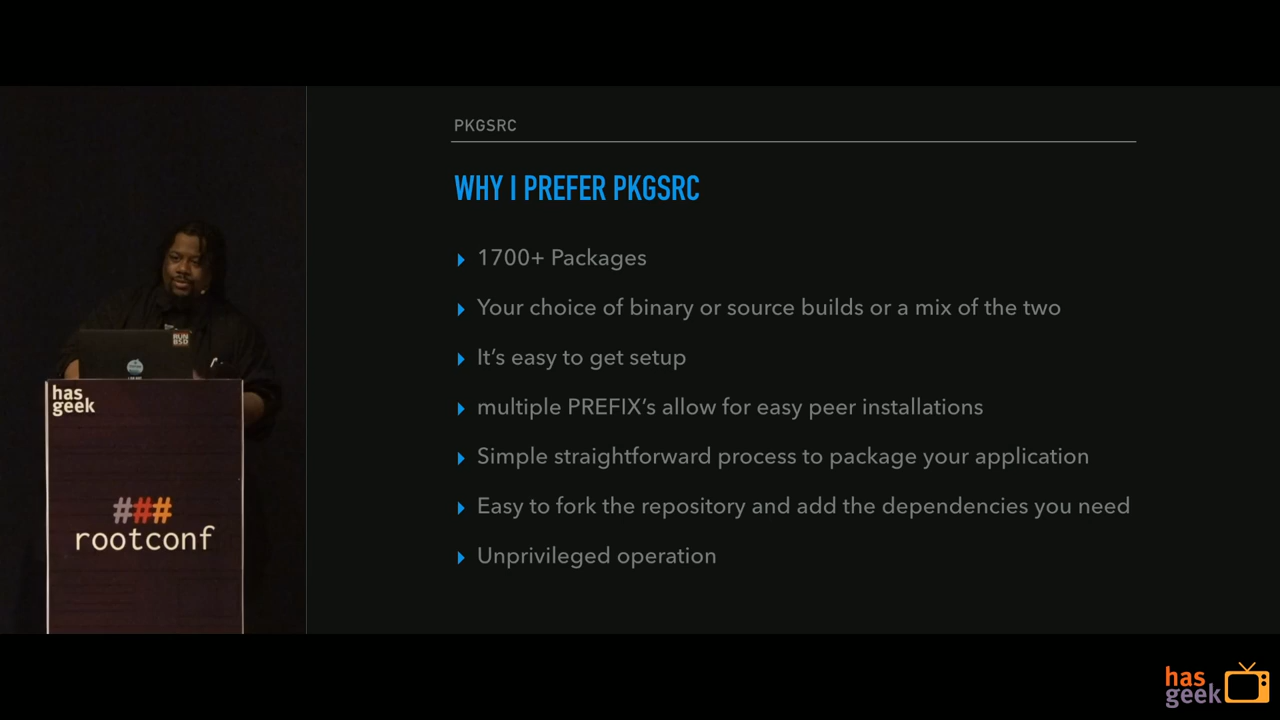 PKGSRC
WHY I PREFER PKGSRC
1700+ Packages
Your choice of binary or source builds or a mix of the two
It’s easy to get setup
multiple PREFIX’s allow for easy peer installations
Simple straightforward process to package your application
Easy to fork the repository and add the dependencies you need
Unprivileged operation
RUN
BSD
has
geek
###
rootconf
has
geek